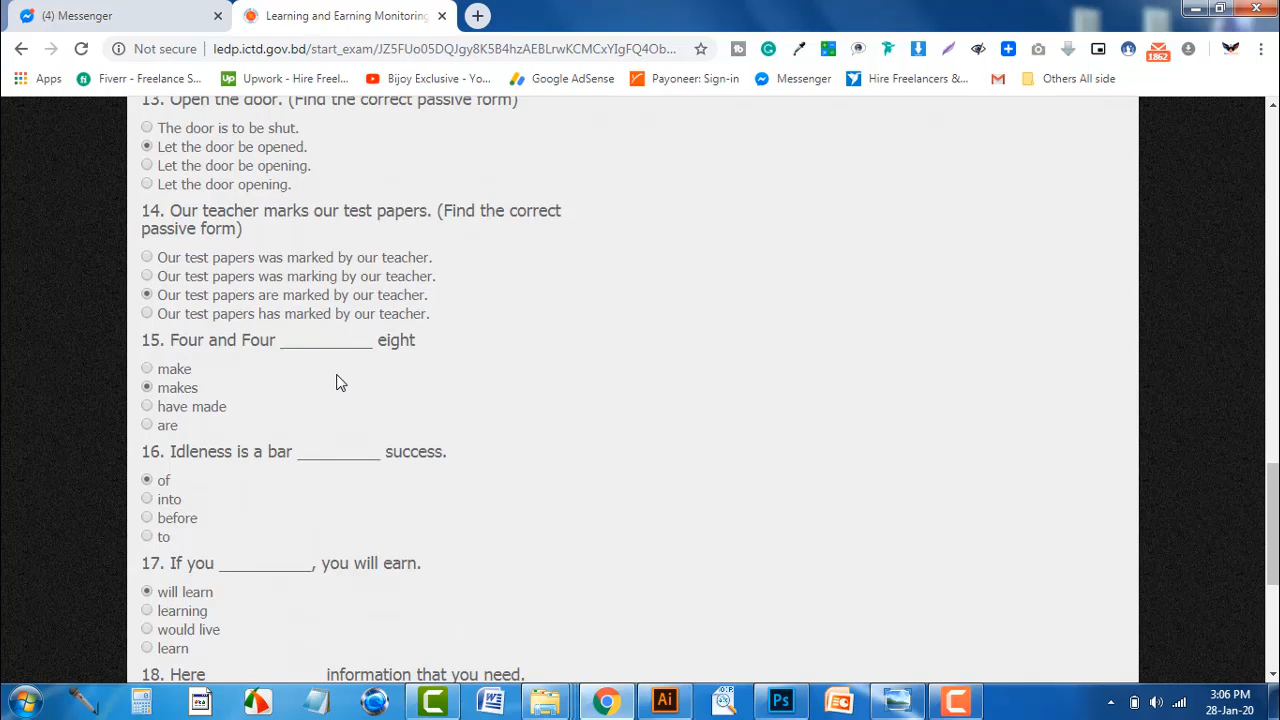 (4) Messenger
Learning and Earning Monitoring
Not secure
ledp.ictd.gov.bd/start_exam/JZ5FUo05DQJgy8K5B4hzAEBLrwKCMCxYIgFQ4Ob...
1862
Apps
Fiverr - Freelance S...
Upwork - Hire Freel...
Bijoy Exclusive - Yo...
Google AdSense
Payoneer: Sign-in
Messenger
Hire Freelancers &...
Others All side
13. Open the door. (Find the correct passive form)
The door is to be shut.
Let the door be opened.
Let the door be opening.
Let the door opening.
14. Our teacher marks our test papers. (Find the correct
passive form)
Our test papers was marked by our teacher.
Our test papers was marking by our teacher.
Our test papers are marked by our teacher.
Our test papers has marked by our teacher.
15. Four and Four __________ eight
make
makes
have made
are
16. Idleness is a bar _________ success.
of
into
before
to
17. If you __________, you will earn.
will learn
learning
would live
learn
18. Here ____________ information that you need.
3:06 PM
28-Jan-20